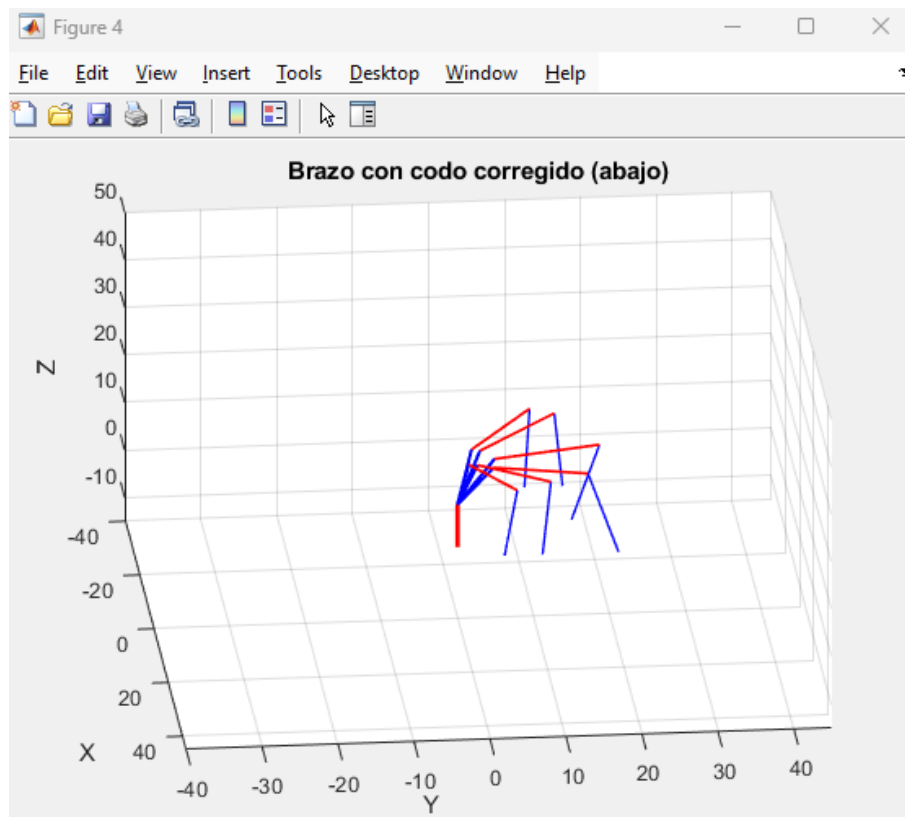 Figure 4
File Edit View Insert Tools Desktop Window Help
Brazo con codo corregido (abajo)
50
40
30
20
10
0
-10
Z
-40
-20
0
20
40
X
-40 -30 -20 -10 0 10 20 30 40
Y